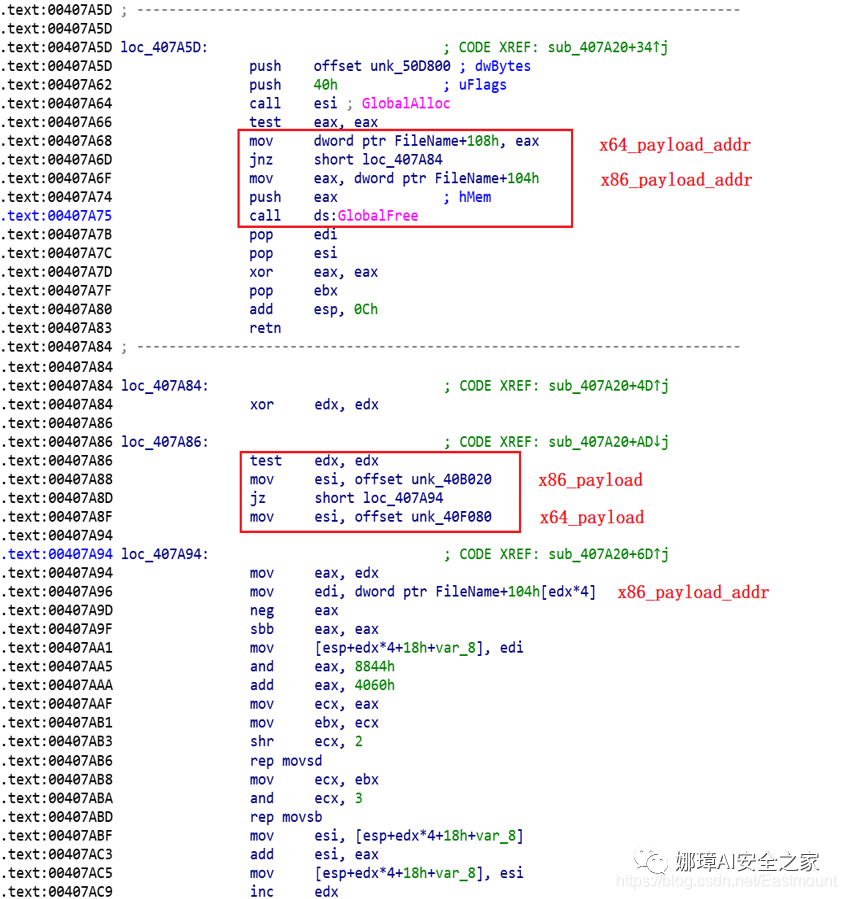 .text:00407A5D ; ---------------------------------------------------------------------------
.text:00407A5D
.text:00407A5D loc_407A5D: ; CODE XREF: sub_407A20+34↑j
.text:00407A5D push offset unk_50D800 ; dwBytes
.text:00407A62 push 40h ; uFlags
.text:00407A64 call esi ; GlobalAlloc
.text:00407A66 test eax, eax
.text:00407A68 mov dword ptr FileName+108h, eax x64_payload_addr
.text:00407A6D jnz short loc_407A84
.text:00407A6F mov eax, dword ptr FileName+104h x86_payload_addr
.text:00407A74 push eax ; hMem
.text:00407A75 call ds:GlobalFree
.text:00407A7B pop edi
.text:00407A7C pop esi
.text:00407A7D xor eax, eax
.text:00407A7F pop ebx
.text:00407A80 add esp, 0Ch
.text:00407A83 retn
.text:00407A84 ; ---------------------------------------------------------------------------
.text:00407A84
.text:00407A84 loc_407A84: ; CODE XREF: sub_407A20+4D↑j
.text:00407A84 xor edx, edx
.text:00407A86
.text:00407A86 loc_407A86: ; CODE XREF: sub_407A20+AD↓j
.text:00407A86 test edx, edx
.text:00407A88 mov esi, offset unk_40B020 x86_payload
.text:00407A8D jz short loc_407A94
.text:00407A8F mov esi, offset unk_40F080 x64_payload
.text:00407A94
.text:00407A94 loc_407A94: ; CODE XREF: sub_407A20+6D↑j
.text:00407A94 mov eax, edx
.text:00407A96 mov edi, dword ptr FileName+104h[edx*4] x86_payload_addr
.text:00407A9D neg eax
.text:00407A9F sbb eax, eax
.text:00407AA1 mov [esp+edx*4+18h+var_8], edi
.text:00407AA5 and eax, 8844h
.text:00407AAA add eax, 4060h
.text:00407AAF mov ecx, eax
.text:00407AB1 mov ebx, ecx
.text:00407AB3 shr ecx, 2
.text:00407AB6 rep movsd
.text:00407AB8 mov ecx, ebx
.text:00407ABA and ecx, 3
.text:00407ABD rep movsb
.text:00407ABF mov esi, [esp+edx*4+18h+var_8]
.text:00407AC3 add esi, eax
.text:00407AC5 mov [esp+edx*4+18h+var_8], esi
.text:00407AC9 inc edx
娜璋AI安全之家
https://blog.csdn.net/Eastmount